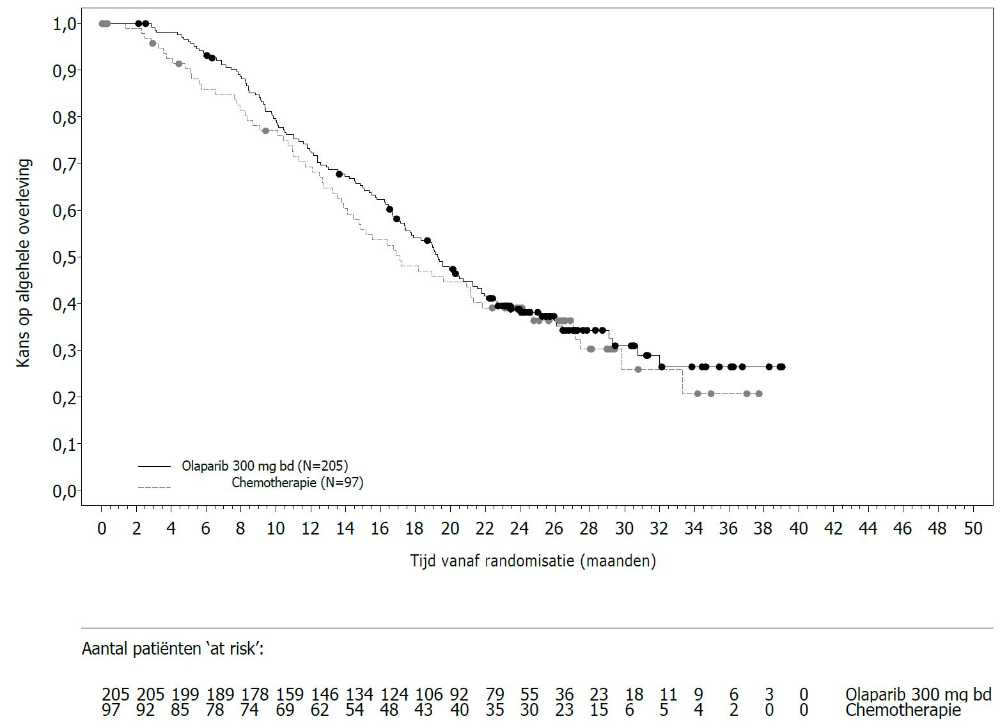 1,0
0,9
0,8
0,7
0,6
0,5
0,4
0,3
0,2
0,1
0,0
Kans op algehele overleving
Olaparib 300 mg bd (N=205)
Chemotherapie (N=97)
0 2 4 6 8 10 12 14 16 18 20 22 24 26 28 30 32 34 36 38 40 42 44 46 48 50
Tijd vanaf randomisatie (maanden)
Aantal patiënten ‘at risk’:
205 205 199 189 178 159 146 134 124 106 92 79 55 36 23 18 11 9 6 3 0 Olaparib 300 mg bd
97 92 85 78 74 69 62 54 48 43 40 35 30 23 15 6 5 4 2 0 0 Chemotherapie